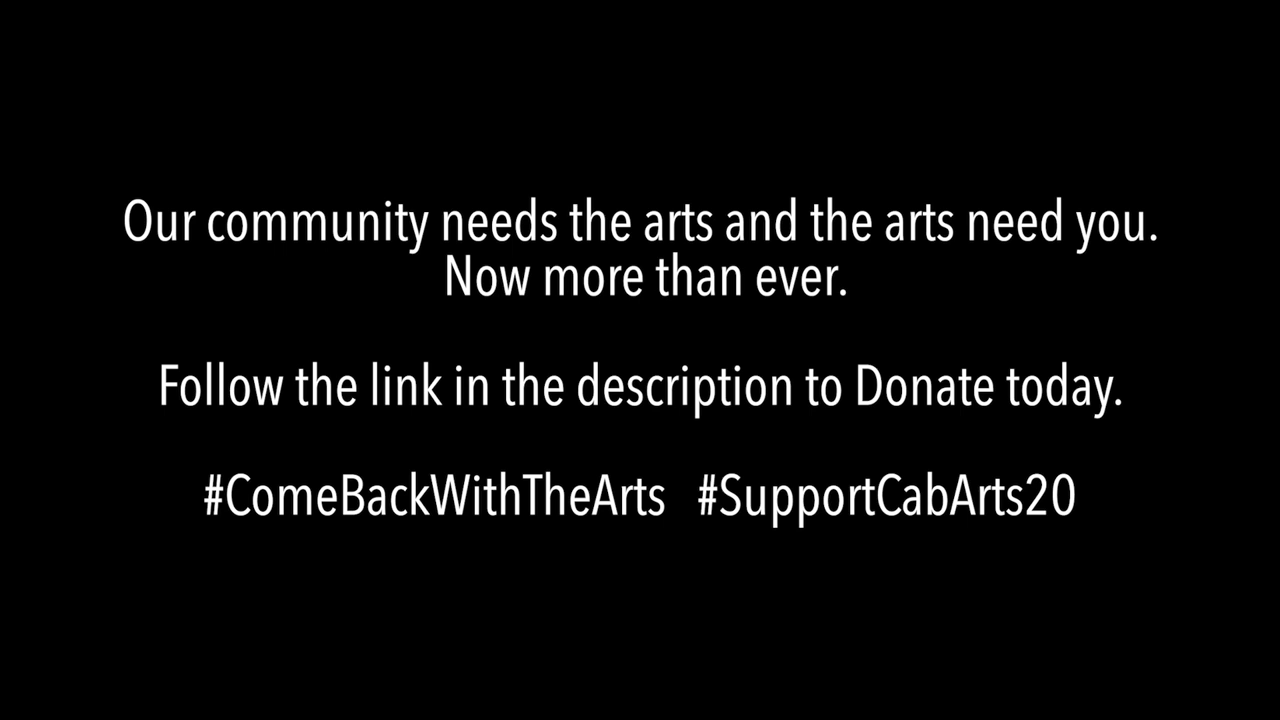 Our community needs the arts and the arts need you.
Now more than ever.
Follow the link in the description to Donate today.
#ComeBackWithTheArts #SupportCabArts20